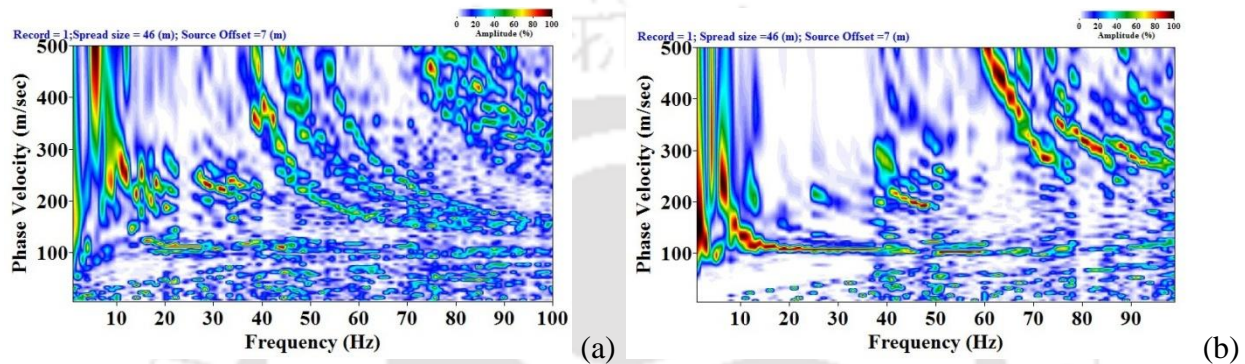 0 20 40 60 80 100
Amplitude (%)
Record = 1;Spread size = 46 (m); Source Offset =7 (m)
500
400
300
200
100
Phase Velocity (m/sec)
10 20 30 40 50 60 70 80 90 100
Frequency (Hz)
(a)
0 20 40 60 80 100
Amplitude (%)
Record = 1; Spread size =46 (m); Source Offset =7 (m)
500
400
300
200
100
Phase Velocity (m/sec)
10 20 30 40 50 60 70 80 90
Frequency (Hz)
(b)